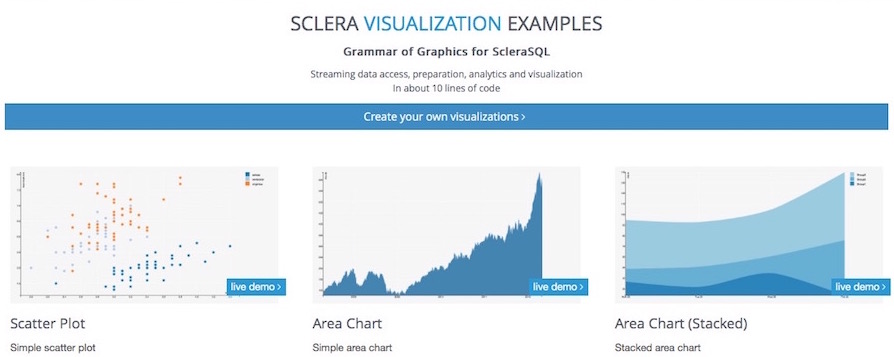 SCLERA VISUALIZATION EXAMPLES
Grammar of Graphics for ScleraSQL
Streaming data access, preparation, analytics and visualization
In about 10 lines of code
Create your own visualizations ›
live demo ›
live demo ›
live demo ›
Scatter Plot
Area Chart
Area Chart (Stacked)
Simple scatter plot
Simple area chart
Stacked area chart